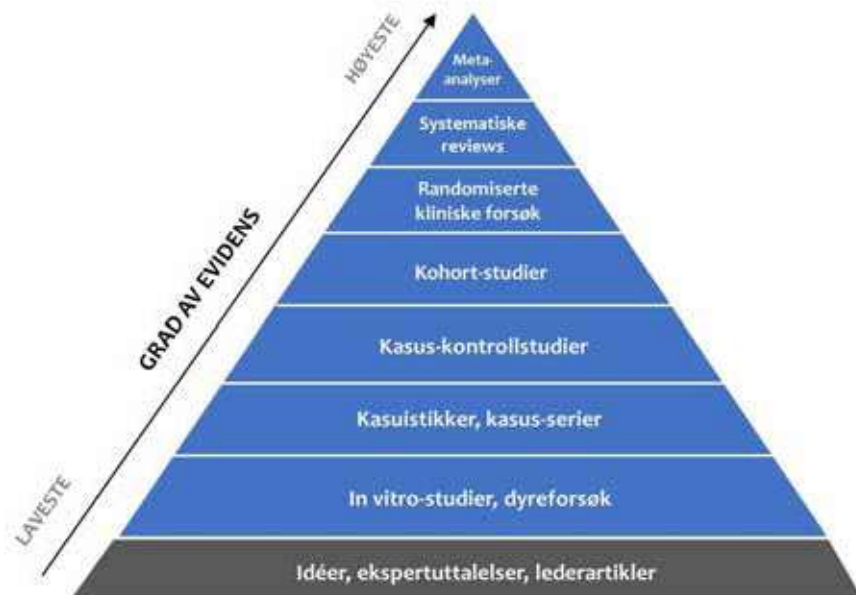 HØYESTE
GRAD AV EVIDENS
LAVESTE
Meta-
analyser
Systematiske
reviews
Randomiserte
kliniske forsøk
Kohort-studier
Kasus-kontrollstudier
Kasuistikker, kasus-serier
In vitro-studier, dyreforsøk
Idéer, ekspertuttalelser, lederartikler